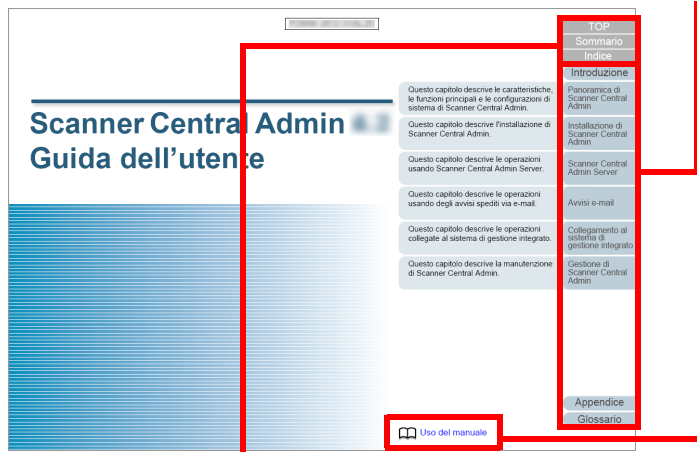 TOP
Sommario
Indice
Introduzione
Scanner Central Admin
Guida dell'utente
Questo capitolo descrive le caratteristiche,
le funzioni principali e le configurazioni di
sistema di Scanner Central Admin.
Panoramica di
Scanner Central
Admin
Questo capitolo descrive l'installazione di
Scanner Central Admin.
Installazione di
Scanner Central
Admin
Questo capitolo descrive le operazioni
usando Scanner Central Admin Server.
Scanner Central
Admin Server
Questo capitolo descrive le operazioni
usando degli avvisi spediti via e-mail.
Avvisi e-mail
Questo capitolo descrive le operazioni
collegate al sistema di gestione integrato.
Collegamento al
sistema di
gestione integrato
Questo capitolo descrive la manutenzione
di Scanner Central Admin.
Gestione di
Scanner Central
Admin
Appendice
Glossario
Uso del manuale